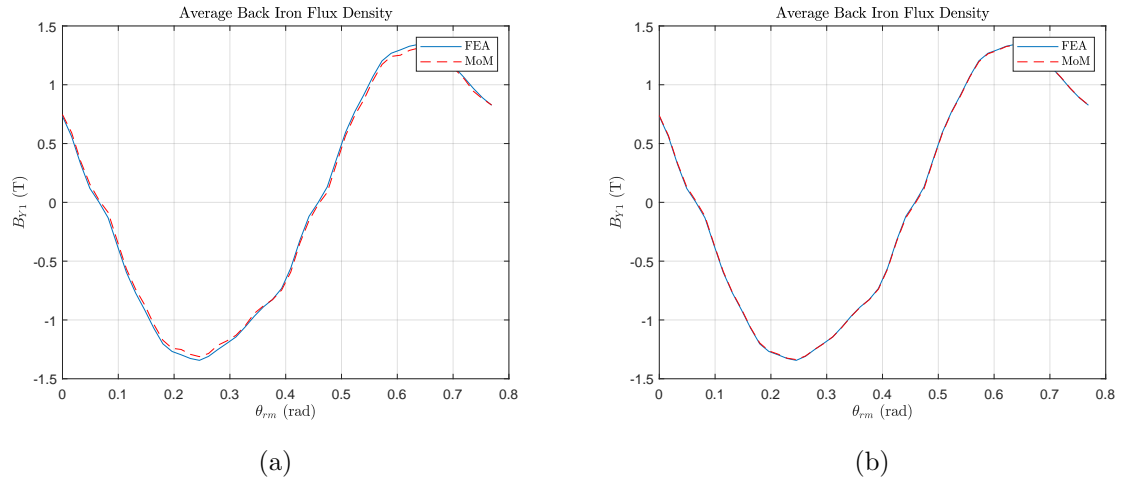 Average Back Iron Flux Density
1.5
1
0.5
0
-0.5
-1
-1.5
B_{Y1} (T)
FEA
MoM
0 0.1 0.2 0.3 0.4 0.5 0.6 0.7 0.8
θ_{rm} (rad)
(a)
Average Back Iron Flux Density
1.5
1
0.5
0
-0.5
-1
-1.5
B_{Y1} (T)
FEA
MoM
0 0.1 0.2 0.3 0.4 0.5 0.6 0.7 0.8
θ_{rm} (rad)
(b)